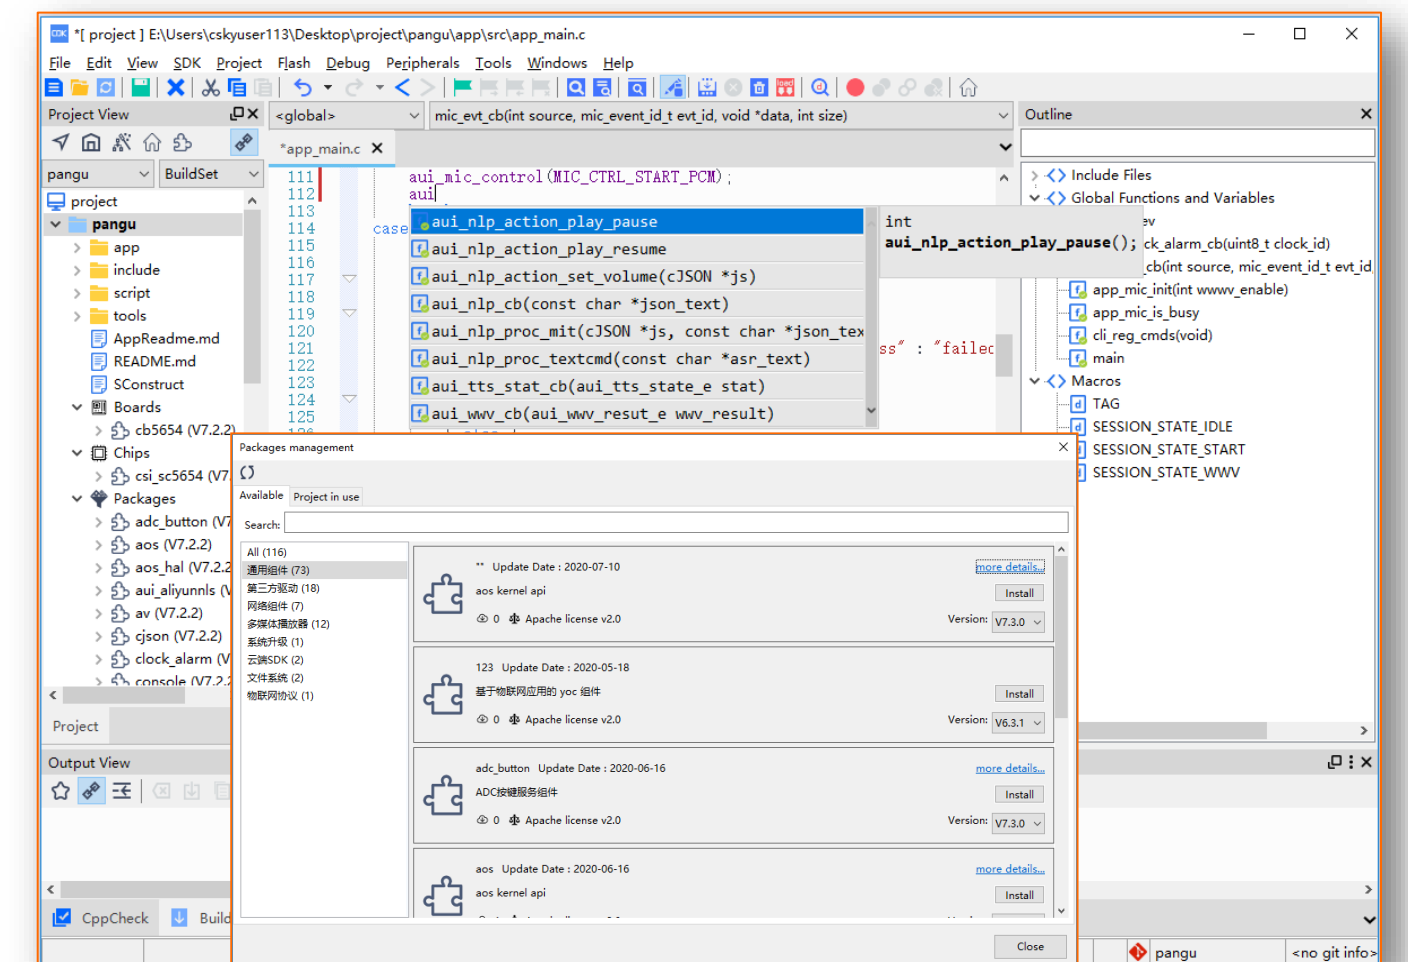 CDK *[ project ] E:\Users\cskyuser113\Desktop\project\pangu\app\src\app_main.c
File Edit View SDK Project Flash Debug Peripherals Tools Windows Help
Project View
<global>
mic_evt_cb(int source, mic_event_id_t evt_id, void *data, int size)
Outline
*app_main.c
pangu
BuildSet
project
pangu
app
include
script
tools
AppReadme.md
README.md
SConstruct
Boards
cb5654 (V7.2.2)
Chips
csi_sc5654 (V7.
Packages
adc_button (V7
aos (V7.2.2)
aos_hal (V7.2.2
aui_aliyunnls (V
av (V7.2.2)
cjson (V7.2.2)
clock_alarm (V
console (V7.2.2
Project
111 aui_mic_control(MIC_CTRL_START_PCM);
112 aui
113
114 case
115
116
117
118
119
120
121 ss" : "failed
122
123
124
125
aui_nlp_action_play_pause
aui_nlp_action_play_resume
aui_nlp_action_set_volume(cJSON *js)
aui_nlp_cb(const char *json_text)
aui_nlp_proc_mit(cJSON *js, const char *json_tex
aui_nlp_proc_textcmd(const char *asr_text)
aui_tts_stat_cb(aui_tts_state_e stat)
aui_wwv_cb(aui_wwv_resut_e wwv_result)
int
aui_nlp_action_play_pause();
Include Files
Global Functions and Variables
ev
ck_alarm_cb(uint8_t clock_id)
_cb(int source, mic_event_id_t evt_id,
app_mic_init(int wwwv_enable)
app_mic_is_busy
cli_reg_cmds(void)
main
Macros
TAG
SESSION_STATE_IDLE
SESSION_STATE_START
SESSION_STATE_WWV
Packages management
Available Project in use
Search:
All (116)
通用组件 (73)
第三方驱动 (18)
网络组件 (7)
多媒体播放器 (12)
系统升级 (1)
云端SDK (2)
文件系统 (2)
物联网协议 (1)
"" Update Date : 2020-07-10
more details...
aos kernel api
Install
0 Apache license v2.0
Version: V7.3.0
123 Update Date : 2020-05-18
基于物联网应用的 yoc 组件
Install
0 Apache license v2.0
Version: V6.3.1
adc_button Update Date : 2020-06-16
more details...
ADC按键服务组件
Install
0 Apache license v2.0
Version: V7.3.0
aos Update Date : 2020-06-16
more details...
aos kernel api
Install
Close
Output View
CppCheck
Build
pangu
<no git info>